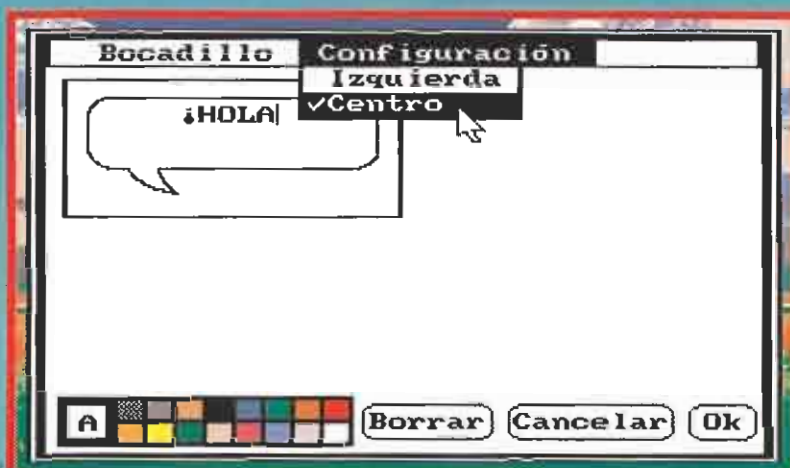 Bocadillo Configuración
Izquierda
✓Centro
¡HOLA
A Borrar Cancelar Ok